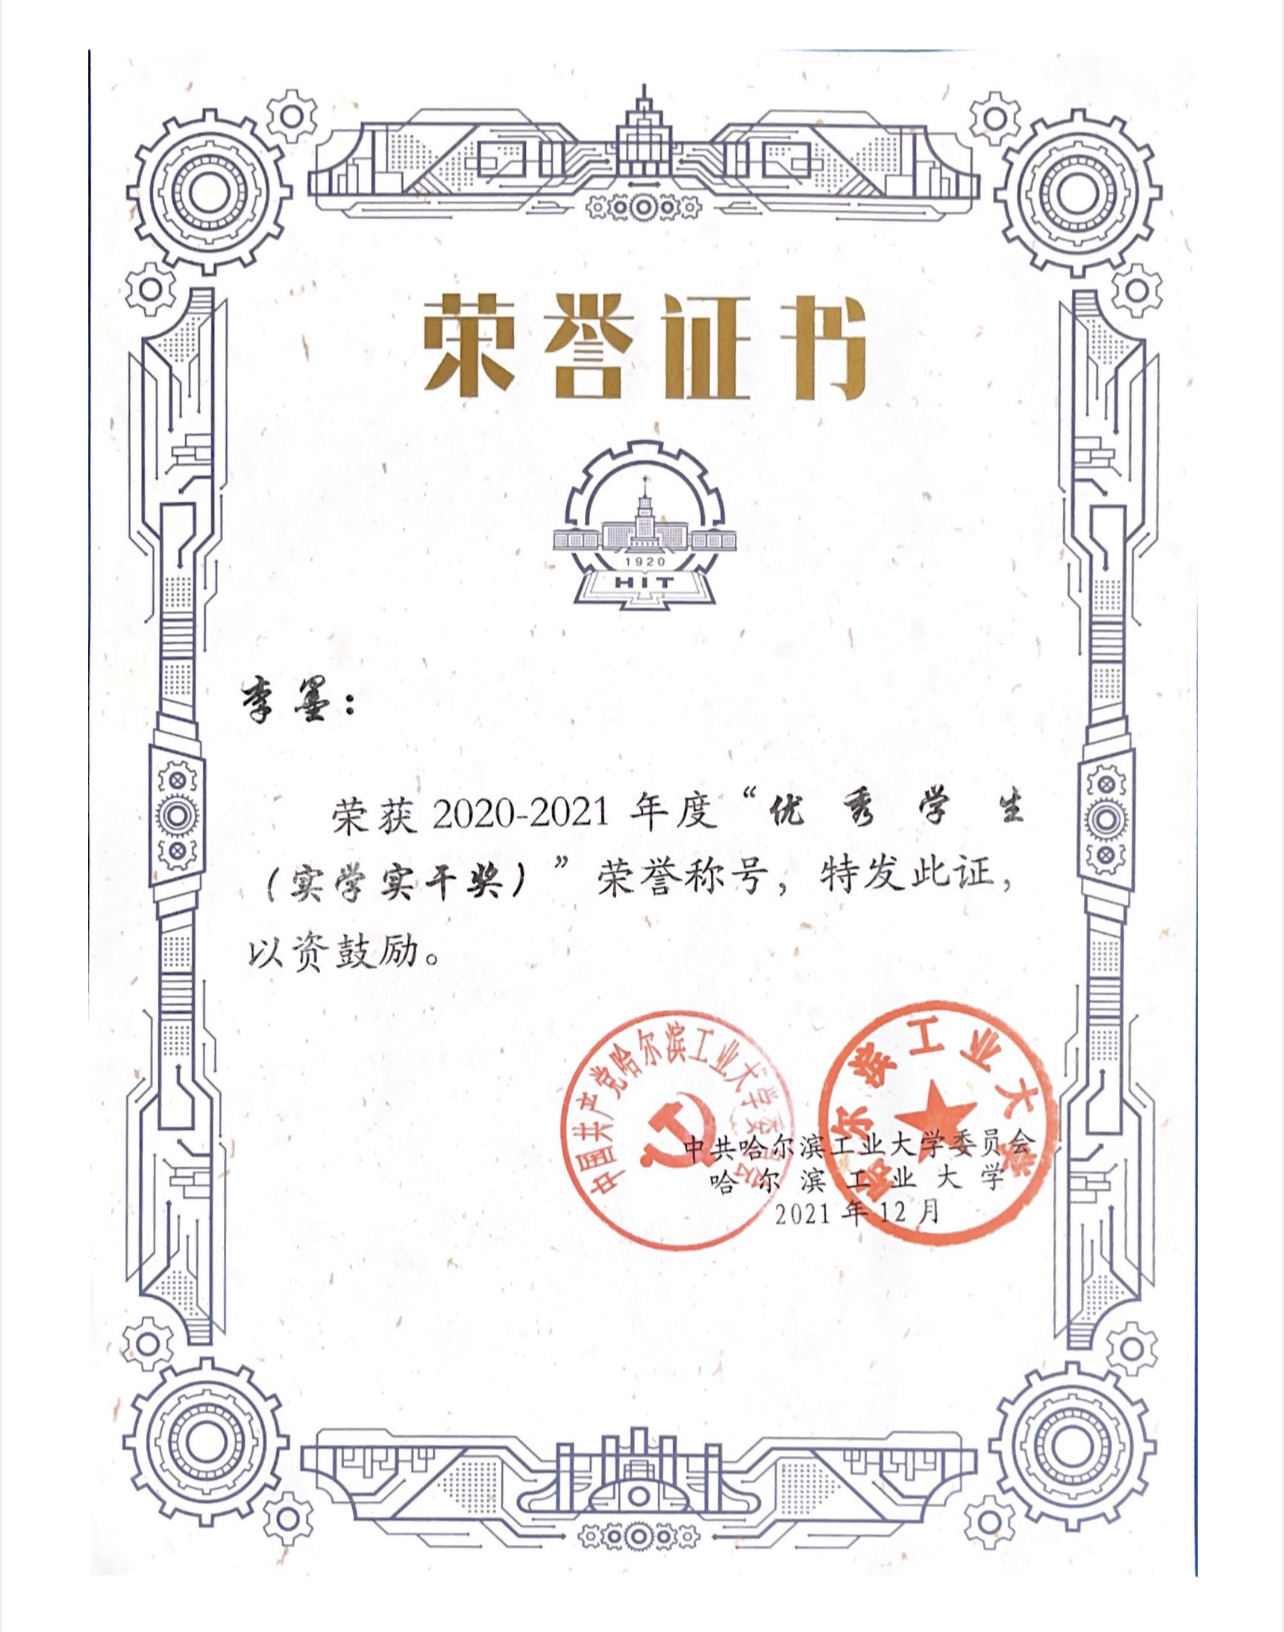 荣誉证书
1920
HIT
李墨：
荣获 2020-2021 年度“优秀学生
（实学实干奖）”荣誉称号，特发此证，
以资鼓励。
中国共产党哈尔滨工业大学委员会
哈尔滨工业大学
中共哈尔滨工业大学委员会
哈尔滨工业大学
2021 年 12 月